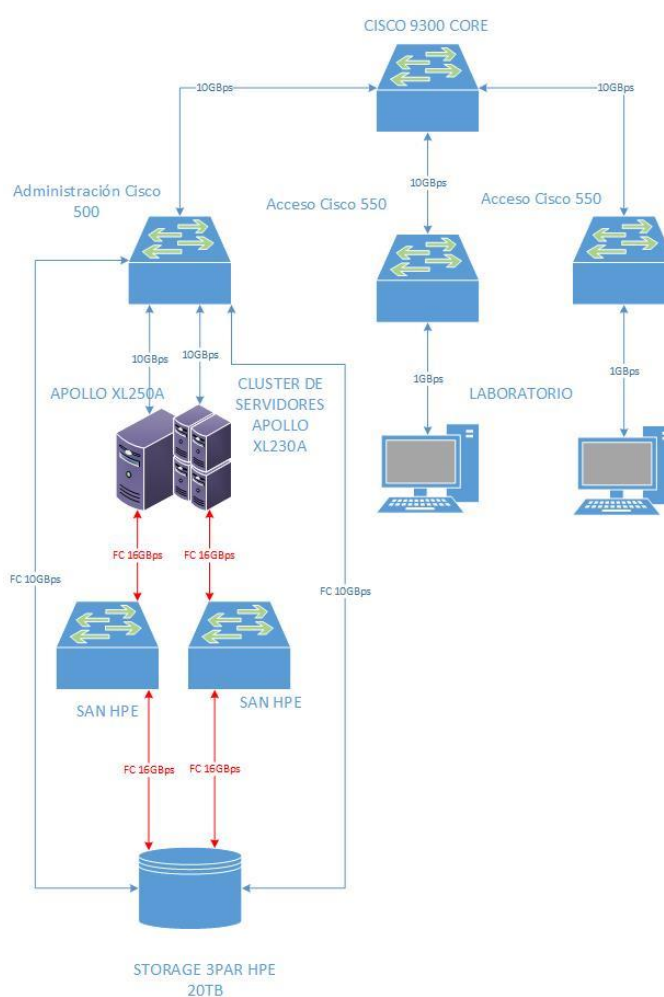 CISCO 9300 CORE
10GBps
10GBps
10GBps
Administración Cisco
500
Acceso Cisco 550
Acceso Cisco 550
10GBps
10GBps
1GBps
1GBps
APOLLO XL250A
CLUSTER DE
SERVIDORES
APOLLO
XL230A
LABORATORIO
FC 16GBps
FC 16GBps
FC 10GBps
FC 10GBps
SAN HPE
SAN HPE
FC 16GBps
FC 16GBps
STORAGE 3PAR HPE
20TB